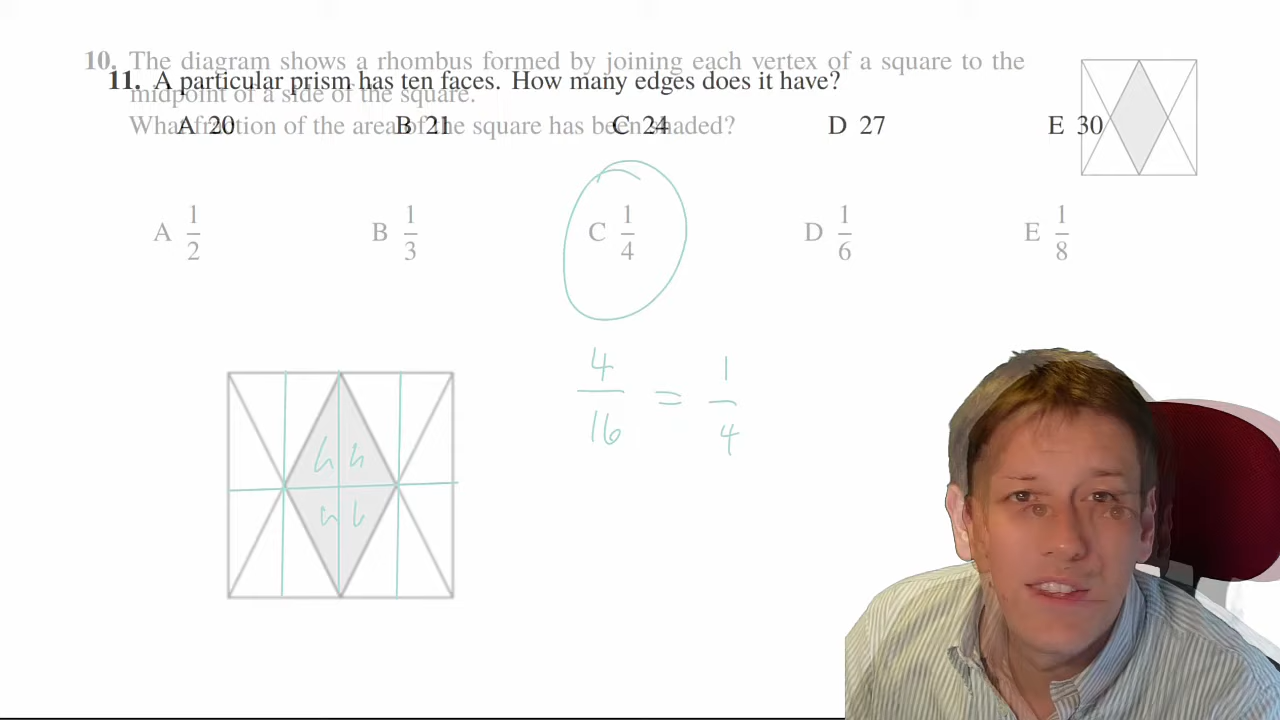 10. The diagram shows a rhombus formed by joining each vertex of a square to the
11. A particular prism has ten faces. How many edges does it have?
midpoint of a side of the square.
What fraction of the area of the square has been shaded?
A 20 B 21 C 24 D 27 E 30
A 1/2 B 1/3 C 1/4 D 1/6 E 1/8
4/16 = 1/4